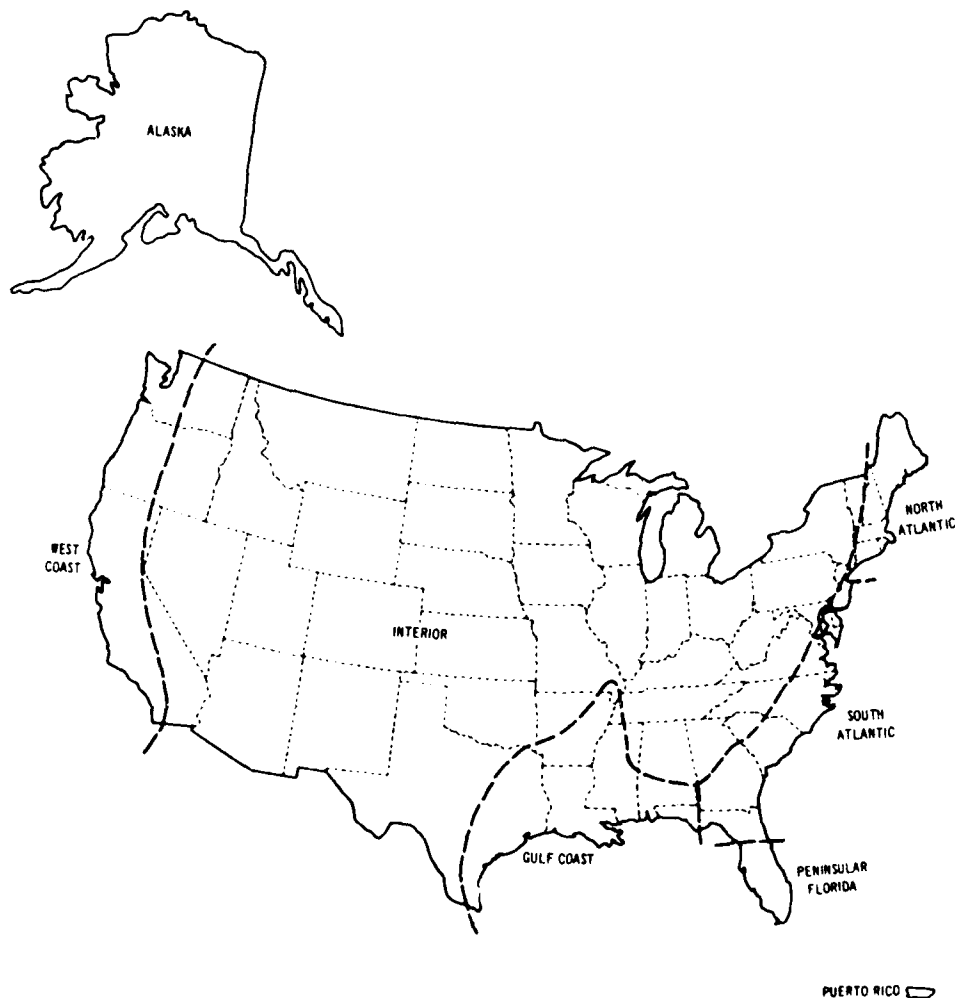 ALASKA
NORTH
ATLANTIC
WEST
COAST
INTERIOR
SOUTH
ATLANTIC
GULF COAST
PENINSULAR
FLORIDA
PUERTO RICO